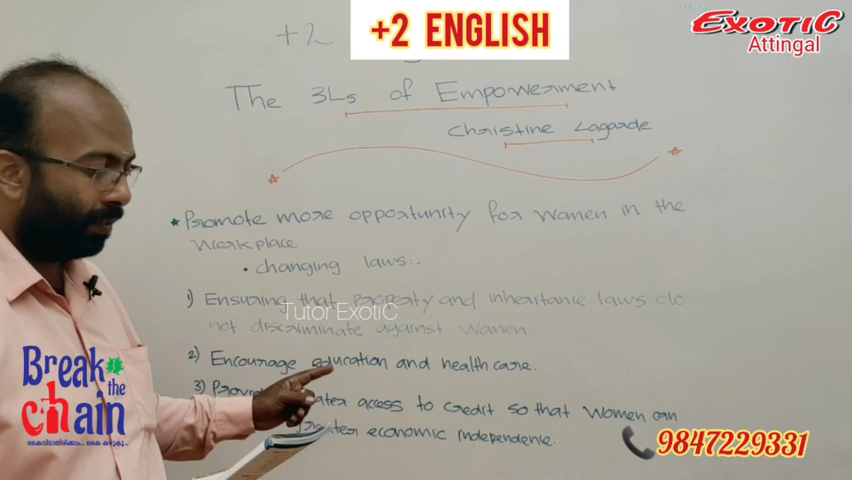 +2
+2 ENGLISH
EXOTIC
Attingal
The 3Ls of Empowerment
Christine Lagarde
Promote more opportunity for women in the
workplace
changing laws:-
1) Ensuring that property and inheritance laws do
not discriminate against women
Tutor ExotiC
2) Encourage education and health care.
3) access to credit so that women can
economic independence.
Break
the
chain
കൈവിടാതിരിക്കാം... കൈ കഴുകൂ...
9847229331